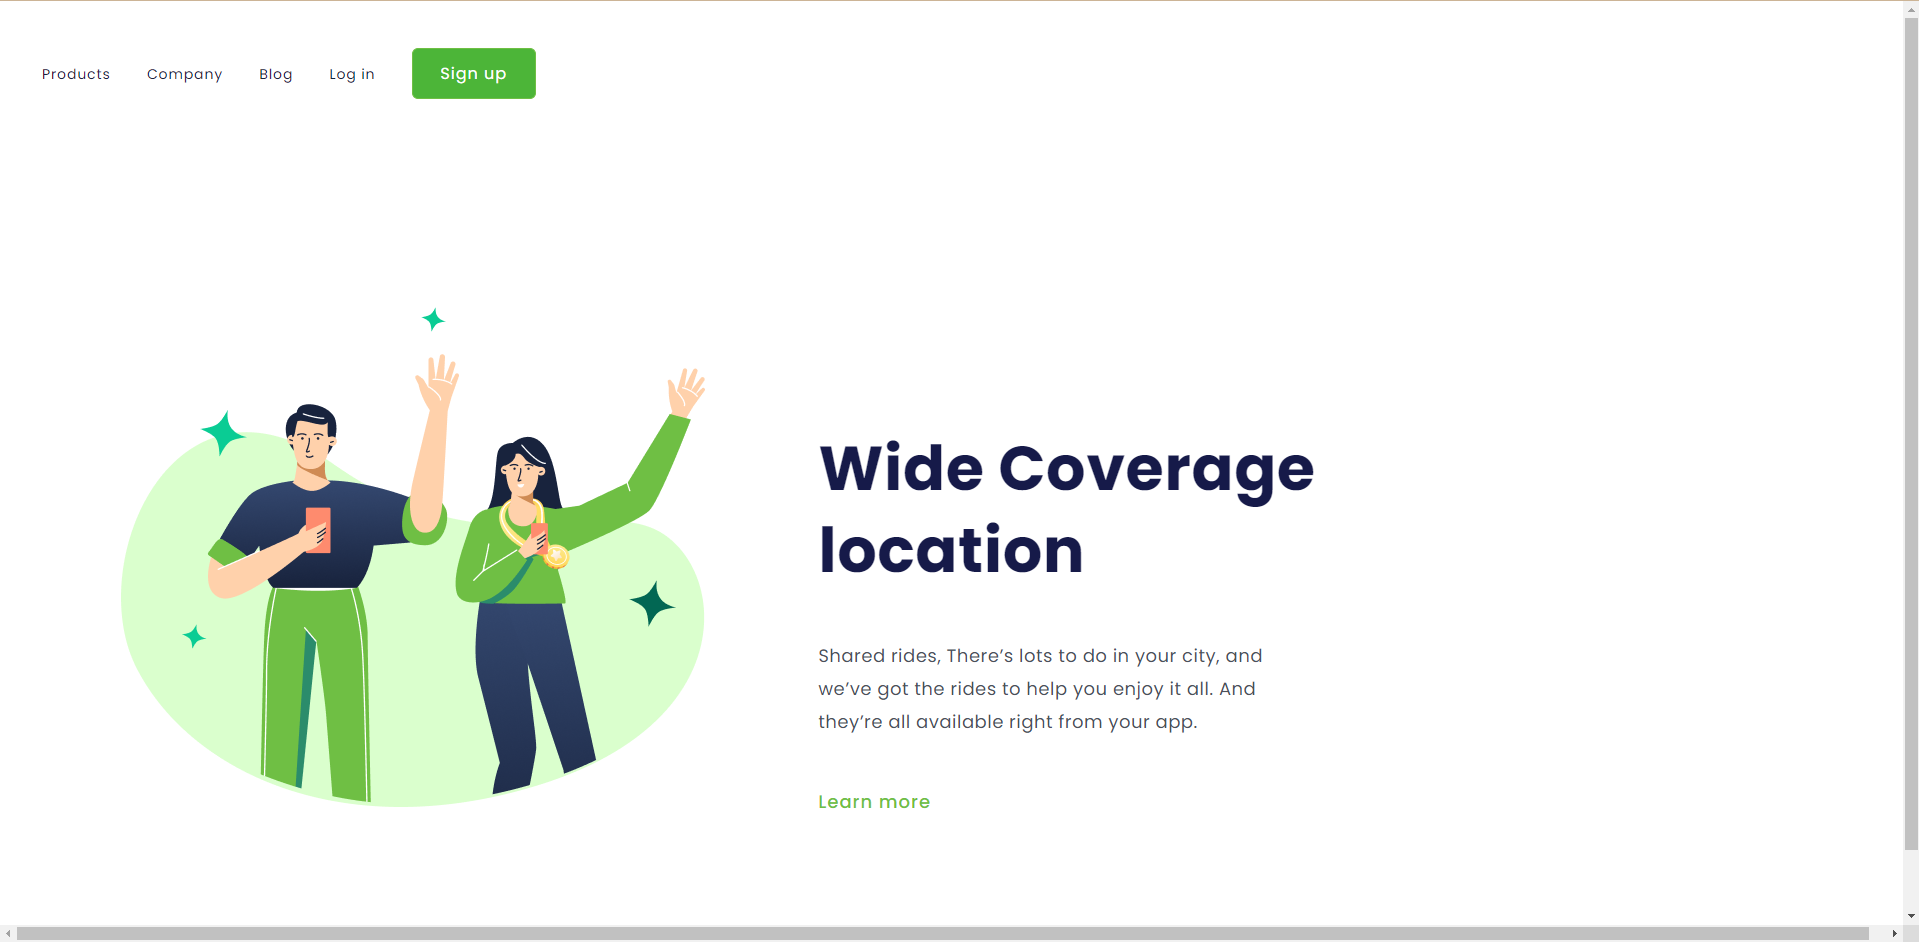 Products Company Blog Log in Sign up
Wide Coverage
location
Shared rides, There’s lots to do in your city, and
we’ve got the rides to help you enjoy it all. And
they’re all available right from your app.
Learn more